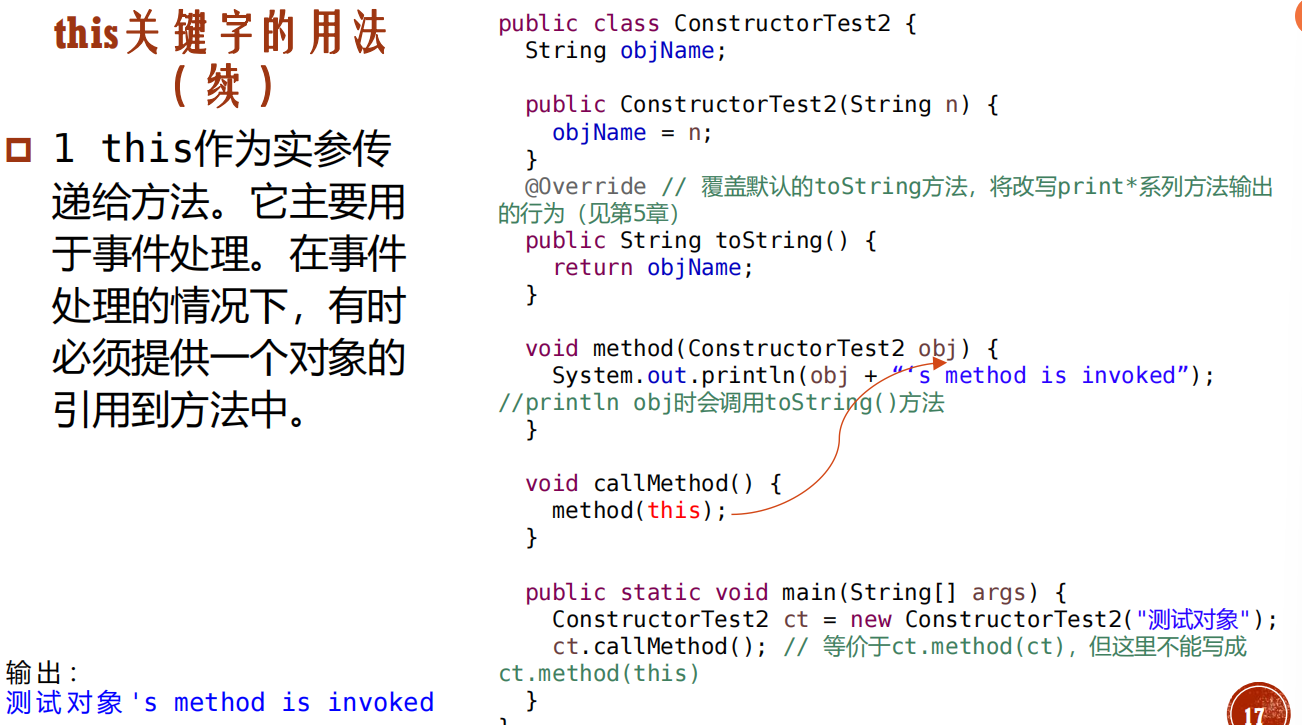 this关键字的用法
（续）
1 this作为实参传
递给方法。它主要用
于事件处理。在事件
处理的情况下，有时
必须提供一个对象的
引用到方法中。
输出：
测试对象's method is invoked
public class ConstructorTest2 {
String objName;
public ConstructorTest2(String n) {
objName = n;
}
@Override // 覆盖默认的toString方法，将改写print*系列方法输出
的行为（见第5章）
public String toString() {
return objName;
}
void method(ConstructorTest2 obj) {
System.out.println(obj + “‘s method is invoked”);
//println obj时会调用toString()方法
}
void callMethod() {
method(this);
}
public static void main(String[] args) {
ConstructorTest2 ct = new ConstructorTest2("测试对象");
ct.callMethod(); // 等价于ct.method(ct)，但这里不能写成
ct.method(this)
}
}
17